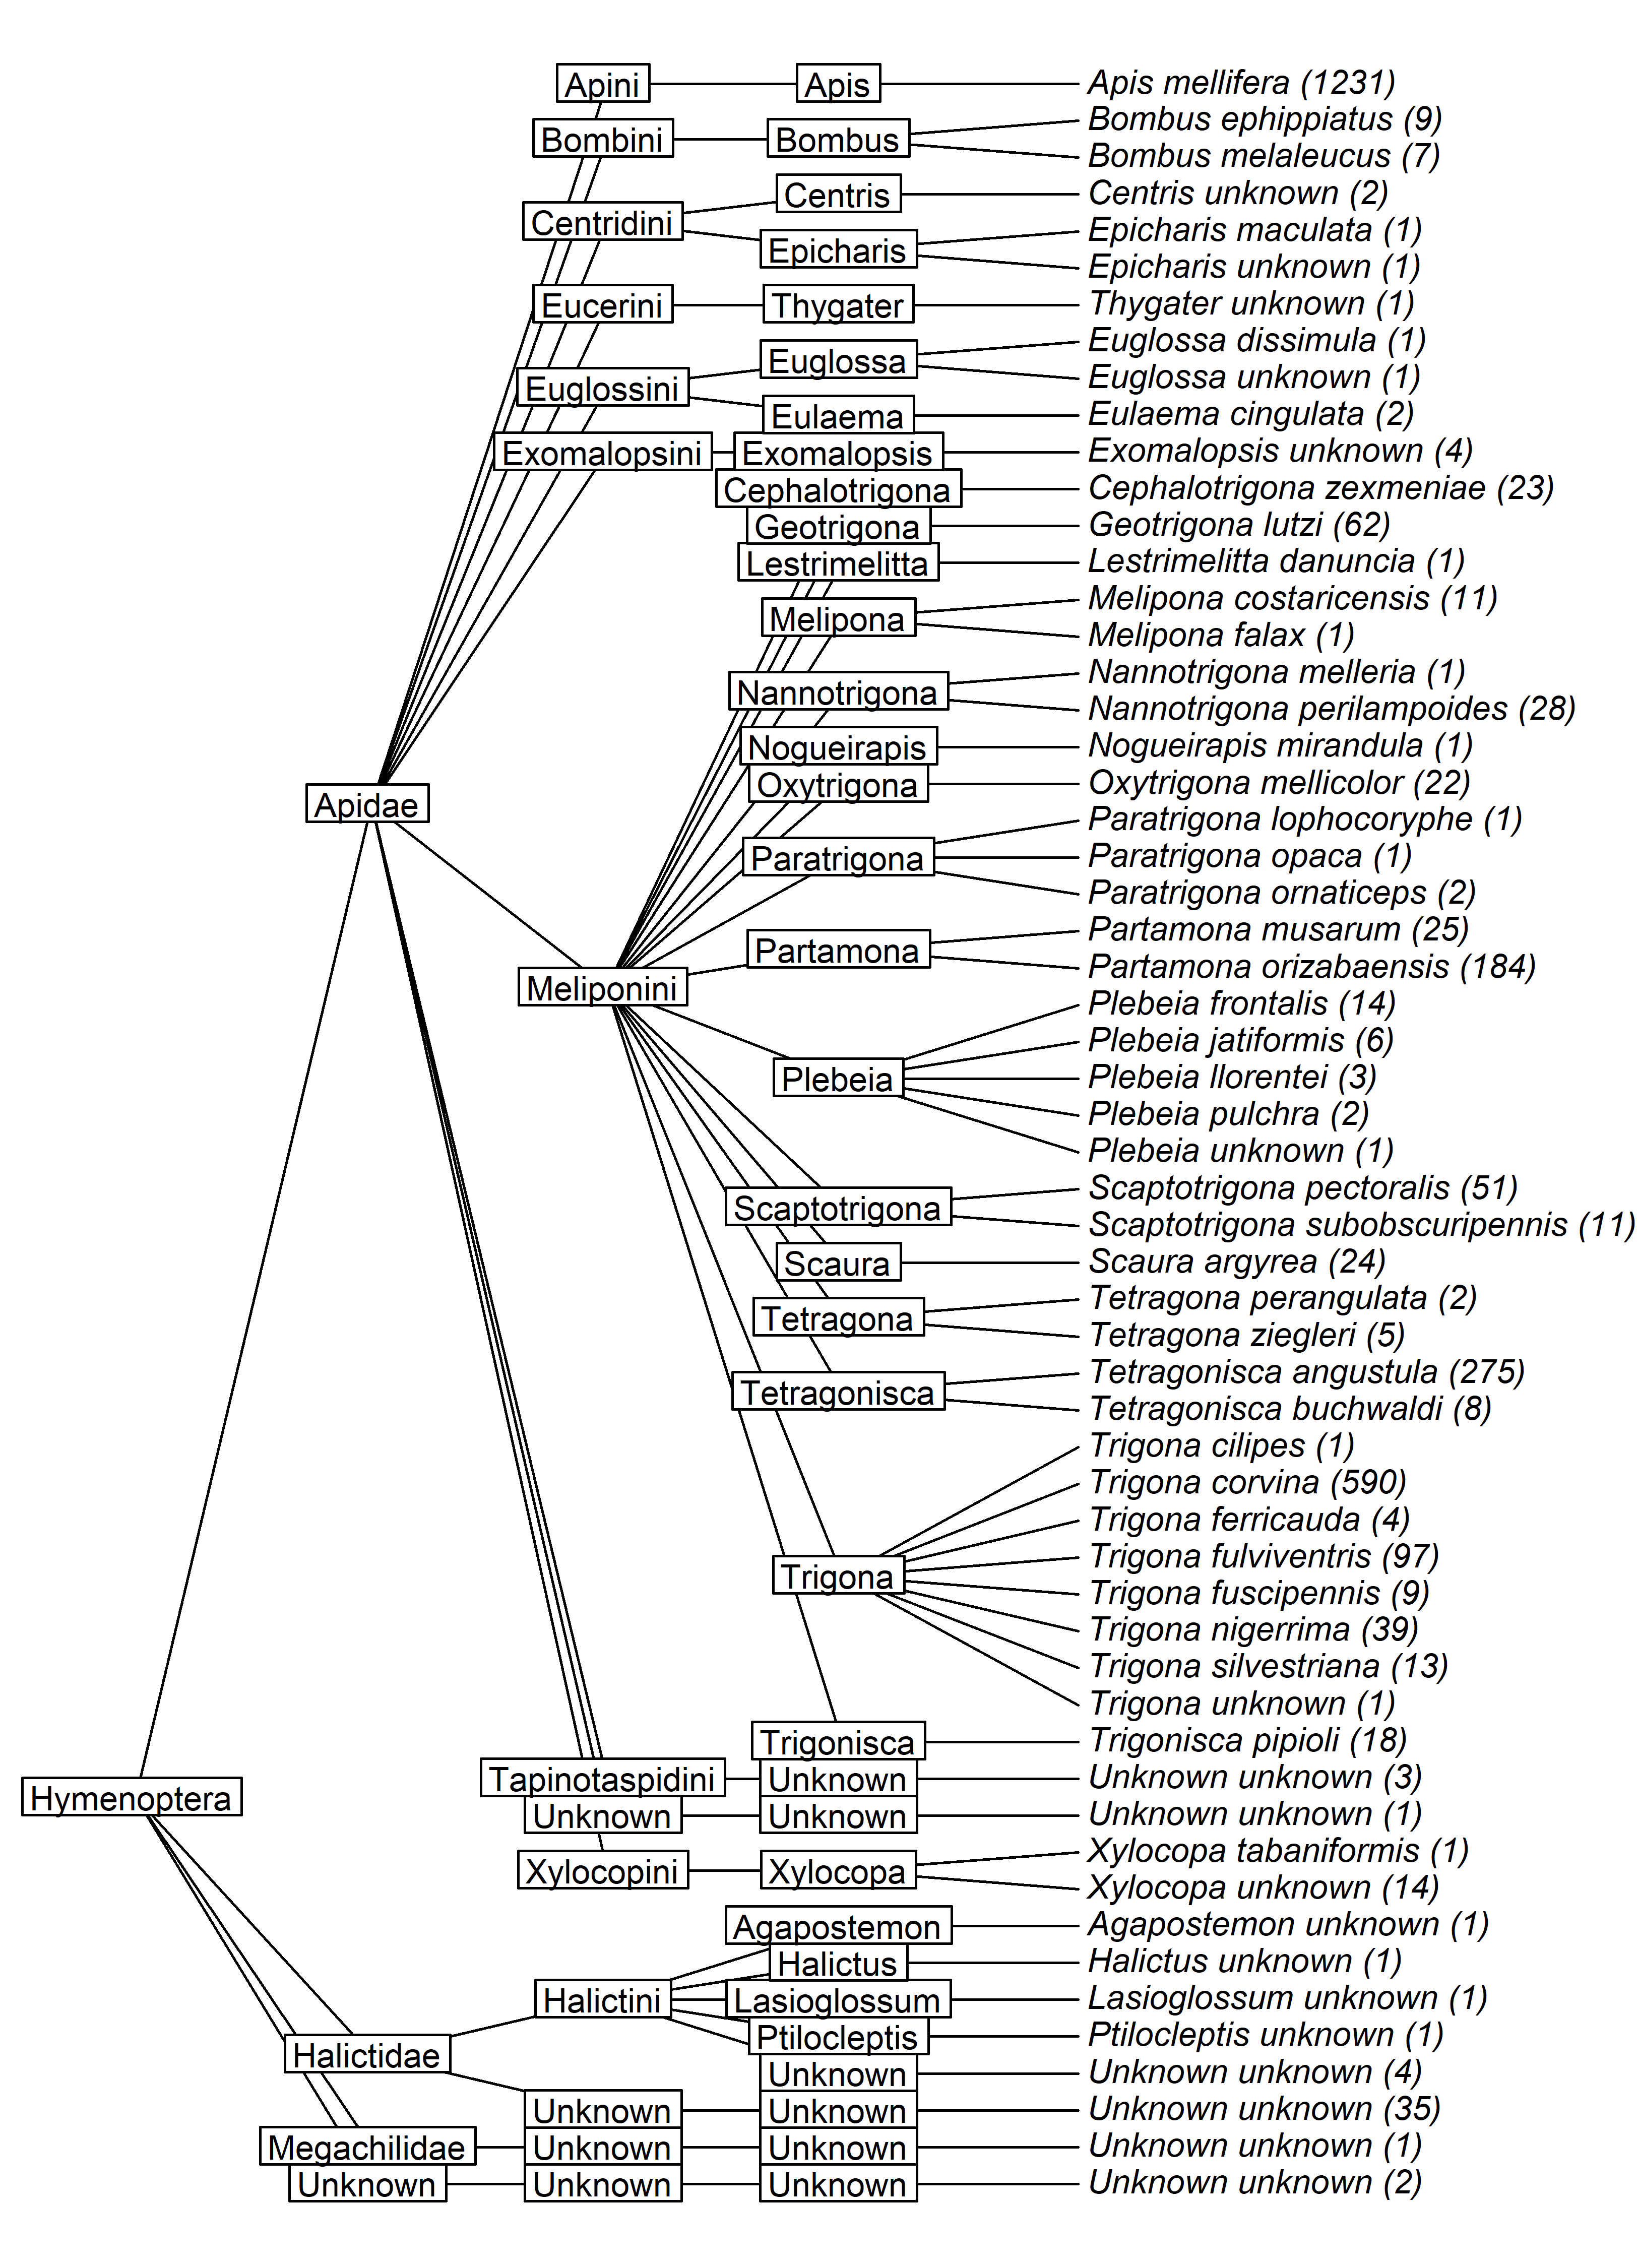 Apini Apis Apis mellifera (1231)
Bombus ephippiatus (9)
Bombini Bombus
Bombus melaleucus (7)
Centris Centris unknown (2)
Centridini
Epicharis maculata (1)
Epicharis
Epicharis unknown (1)
Eucerini Thygater Thygater unknown (1)
Euglossa dissimula (1)
Euglossa
Euglossa unknown (1)
Euglossini
Eulaema Eulaema cingulata (2)
Exomalopsini Exomalopsis Exomalopsis unknown (4)
Cephalotrigona Cephalotrigona zexmeniae (23)
Geotrigona Geotrigona lutzi (62)
Lestrimelitta Lestrimelitta danuncia (1)
Melipona costaricensis (11)
Melipona
Melipona falax (1)
Nannotrigona melleria (1)
Nannotrigona
Nannotrigona perilampoides (28)
Nogueirapis Nogueirapis mirandula (1)
Oxytrigona Oxytrigona mellicolor (22)
Apidae
Paratrigona lophocoryphe (1)
Paratrigona Paratrigona opaca (1)
Paratrigona ornaticeps (2)
Partamona musarum (25)
Partamona
Partamona orizabaensis (184)
Meliponini
Plebeia frontalis (14)
Plebeia jatiformis (6)
Plebeia Plebeia llorentei (3)
Plebeia pulchra (2)
Plebeia unknown (1)
Scaptotrigona pectoralis (51)
Scaptotrigona
Scaptotrigona subobscuripennis (11)
Scaura Scaura argyrea (24)
Tetragona perangulata (2)
Tetragona
Tetragona ziegleri (5)
Tetragonisca angustula (275)
Tetragonisca
Tetragonisca buchwaldi (8)
Trigona cilipes (1)
Trigona corvina (590)
Trigona ferricauda (4)
Trigona fulviventris (97)
Trigona
Trigona fuscipennis (9)
Trigona nigerrima (39)
Trigona silvestriana (13)
Trigona unknown (1)
Trigonisca Trigonisca pipioli (18)
Tapinotaspidini Unknown Unknown unknown (3)
Hymenoptera
Unknown Unknown Unknown unknown (1)
Xylocopa tabaniformis (1)
Xylocopini Xylocopa
Xylocopa unknown (14)
Agapostemon Agapostemon unknown (1)
Halictus Halictus unknown (1)
Halictini Lasioglossum Lasioglossum unknown (1)
Ptilocleptis Ptilocleptis unknown (1)
Halictidae
Unknown Unknown unknown (4)
Unknown Unknown Unknown unknown (35)
Megachilidae Unknown Unknown Unknown unknown (1)
Unknown Unknown Unknown Unknown unknown (2)